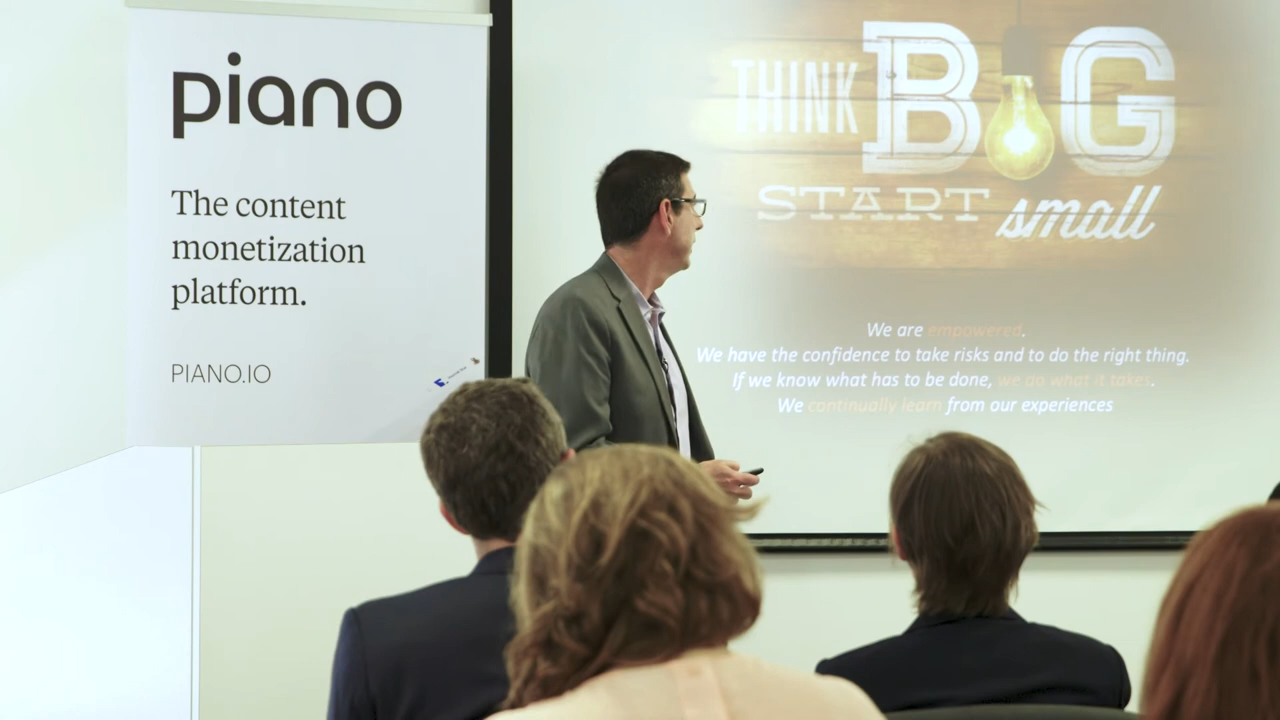 piano
The content
monetization
platform.
PIANO.IO
THINK BIG
START small
We are empowered.
We have the confidence to take risks and to do the right thing.
If we know what has to be done, we do what it takes.
We continually learn from our experiences